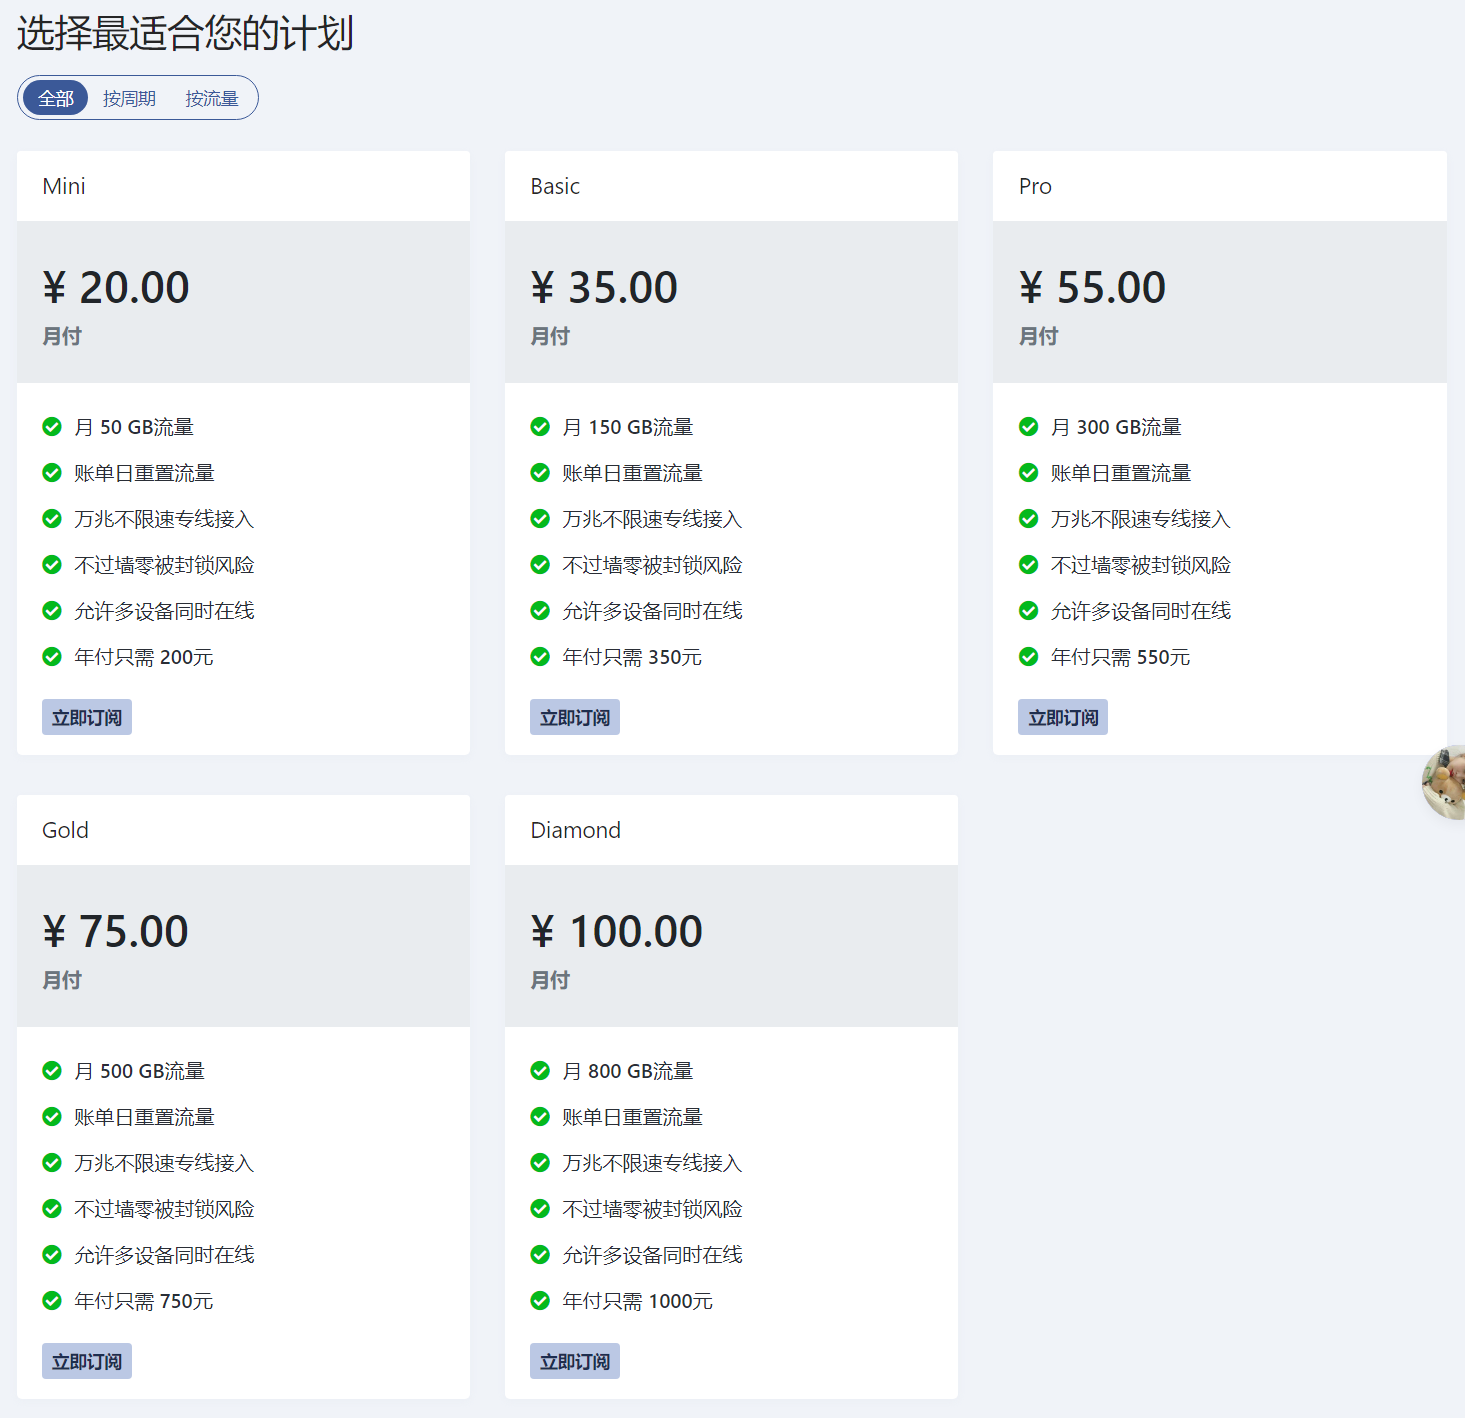 选择最适合您的计划
全部 按周期 按流量
Mini
¥ 20.00
月付
月 50 GB流量
账单日重置流量
万兆不限速专线接入
不过墙零被封锁风险
允许多设备同时在线
年付只需 200元
立即订阅
Basic
¥ 35.00
月付
月 150 GB流量
账单日重置流量
万兆不限速专线接入
不过墙零被封锁风险
允许多设备同时在线
年付只需 350元
立即订阅
Pro
¥ 55.00
月付
月 300 GB流量
账单日重置流量
万兆不限速专线接入
不过墙零被封锁风险
允许多设备同时在线
年付只需 550元
立即订阅
Gold
¥ 75.00
月付
月 500 GB流量
账单日重置流量
万兆不限速专线接入
不过墙零被封锁风险
允许多设备同时在线
年付只需 750元
立即订阅
Diamond
¥ 100.00
月付
月 800 GB流量
账单日重置流量
万兆不限速专线接入
不过墙零被封锁风险
允许多设备同时在线
年付只需 1000元
立即订阅